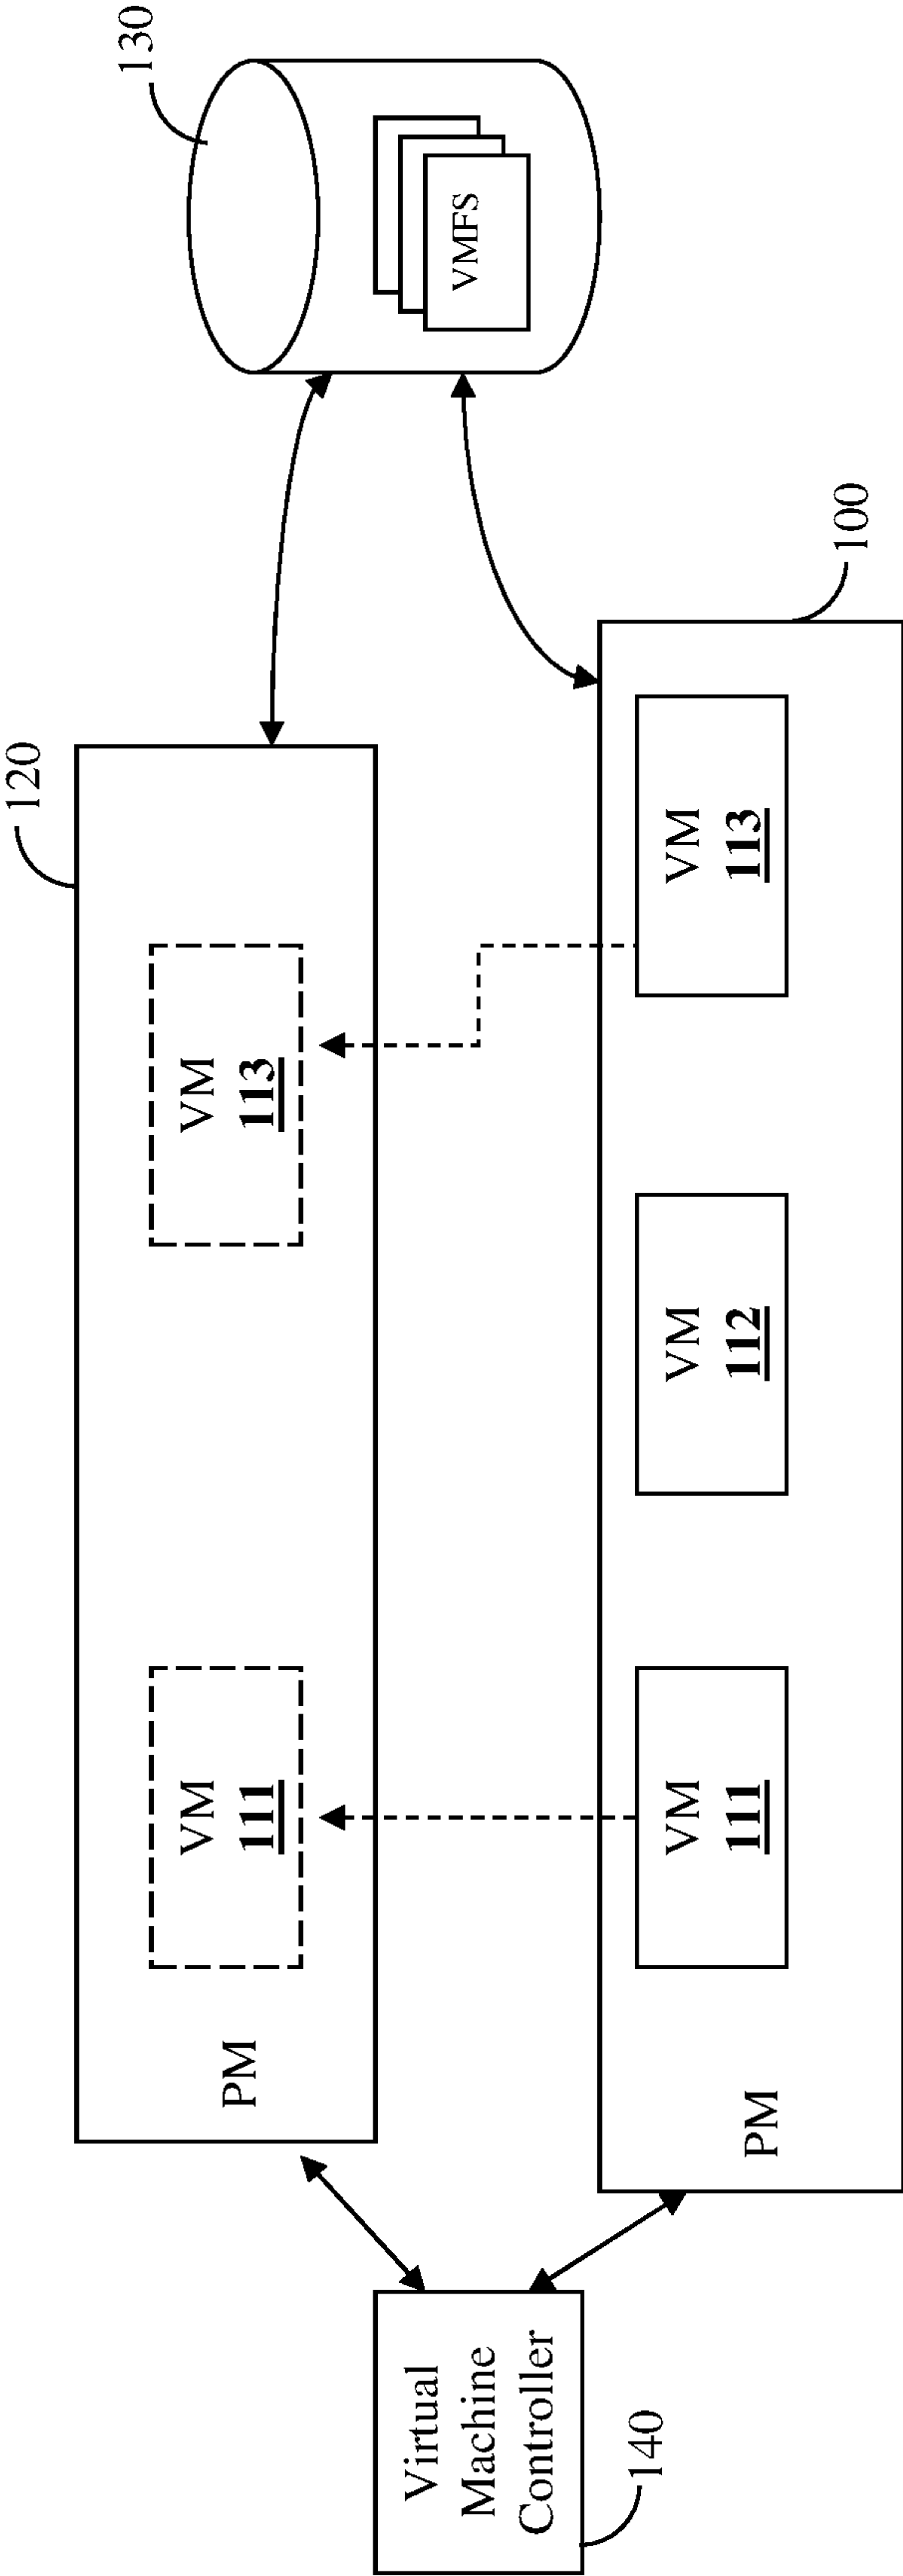 120
130
PM
VM
111
VM
113
VMFS
Virtual
Machine
Controller
140
PM
VM
111
VM
112
VM
113
100